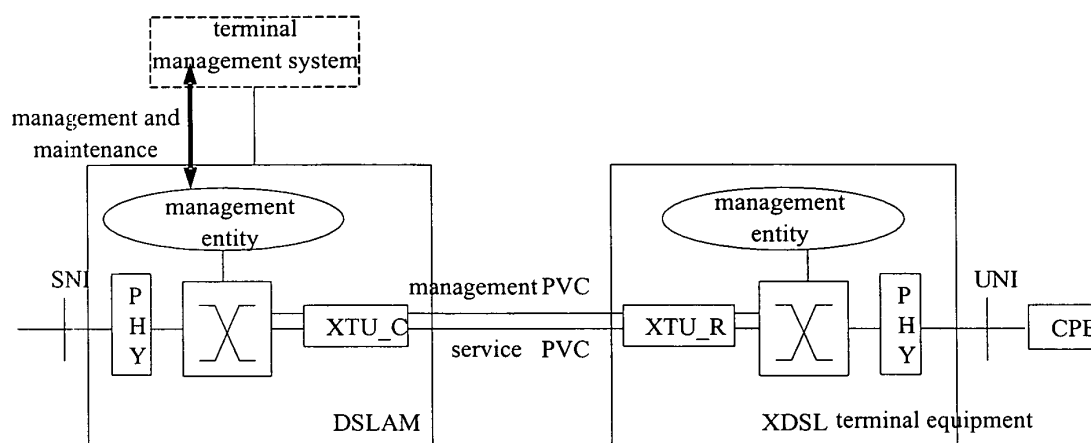 terminal
management system
management and
maintenance
management
entity
management
entity
SNI
P
H
Y
XTU_C
management PVC
service PVC
XTU_R
P
H
Y
UNI
CPE
DSLAM
XDSL terminal equipment